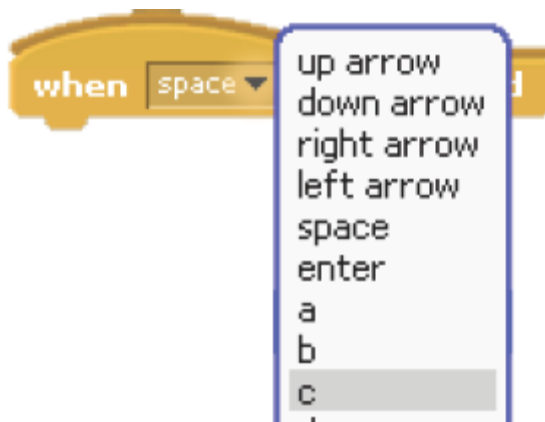 when space
up arrow
down arrow
right arrow
left arrow
space
enter
a
b
c